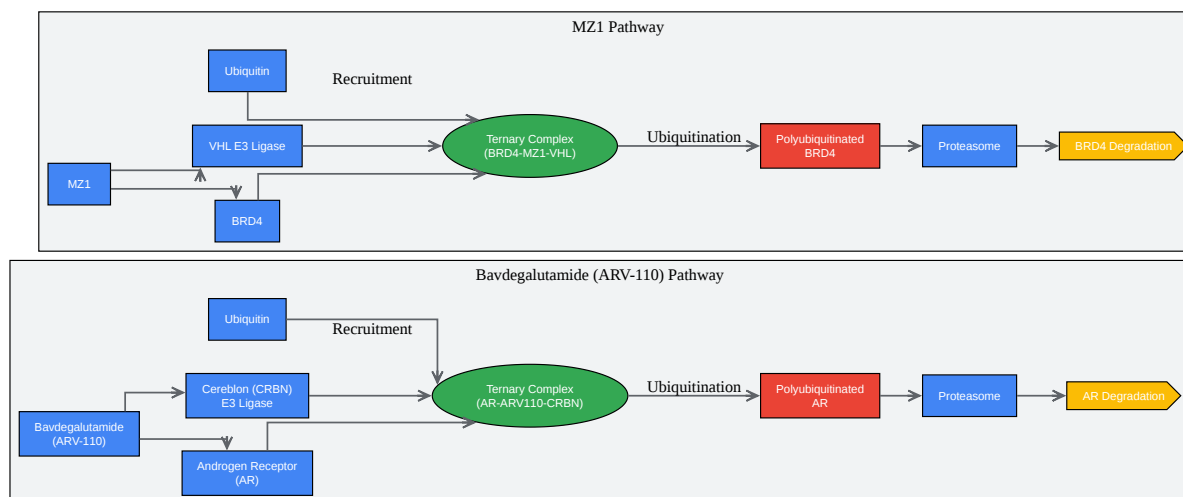 MZ1 Pathway
Ubiquitin
Recruitment
VHL E3 Ligase
Ternary Complex
(BRD4-MZ1-VHL)
Ubiquitination
Polyubiquitinated
BRD4
Proteasome
BRD4 Degradation
MZ1
BRD4
Bavdegalutamide (ARV-110) Pathway
Ubiquitin
Recruitment
Cereblon (CRBN)
E3 Ligase
Ternary Complex
(AR-ARV110-CRBN)
Ubiquitination
Polyubiquitinated
AR
Proteasome
AR Degradation
Bavdegalutamide
(ARV-110)
Androgen Receptor
(AR)